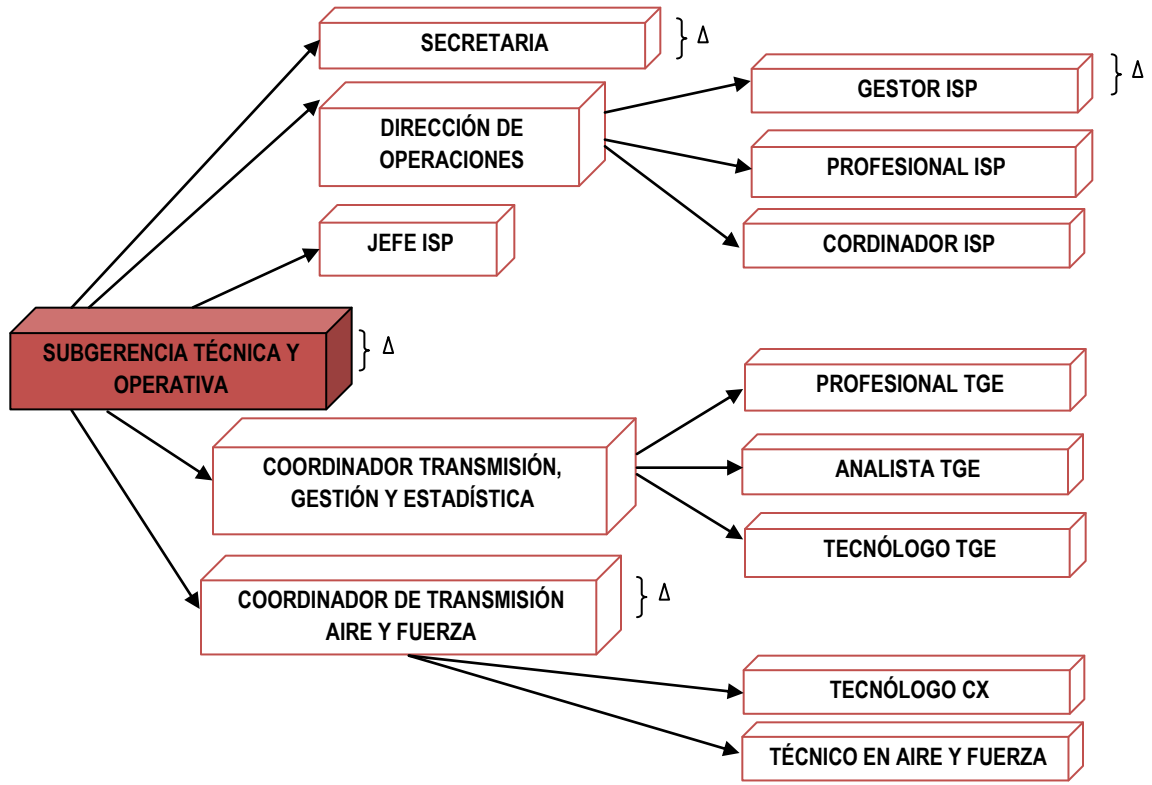 SECRETARIA
} Δ
GESTOR ISP
} Δ
DIRECCIÓN DE
OPERACIONES
PROFESIONAL ISP
JEFE ISP
CORDINADOR ISP
SUBGERENCIA TÉCNICA Y
OPERATIVA
} Δ
PROFESIONAL TGE
COORDINADOR TRANSMISIÓN,
GESTIÓN Y ESTADÍSTICA
ANALISTA TGE
TECNÓLOGO TGE
COORDINADOR DE TRANSMISIÓN
AIRE Y FUERZA
} Δ
TECNÓLOGO CX
TÉCNICO EN AIRE Y FUERZA